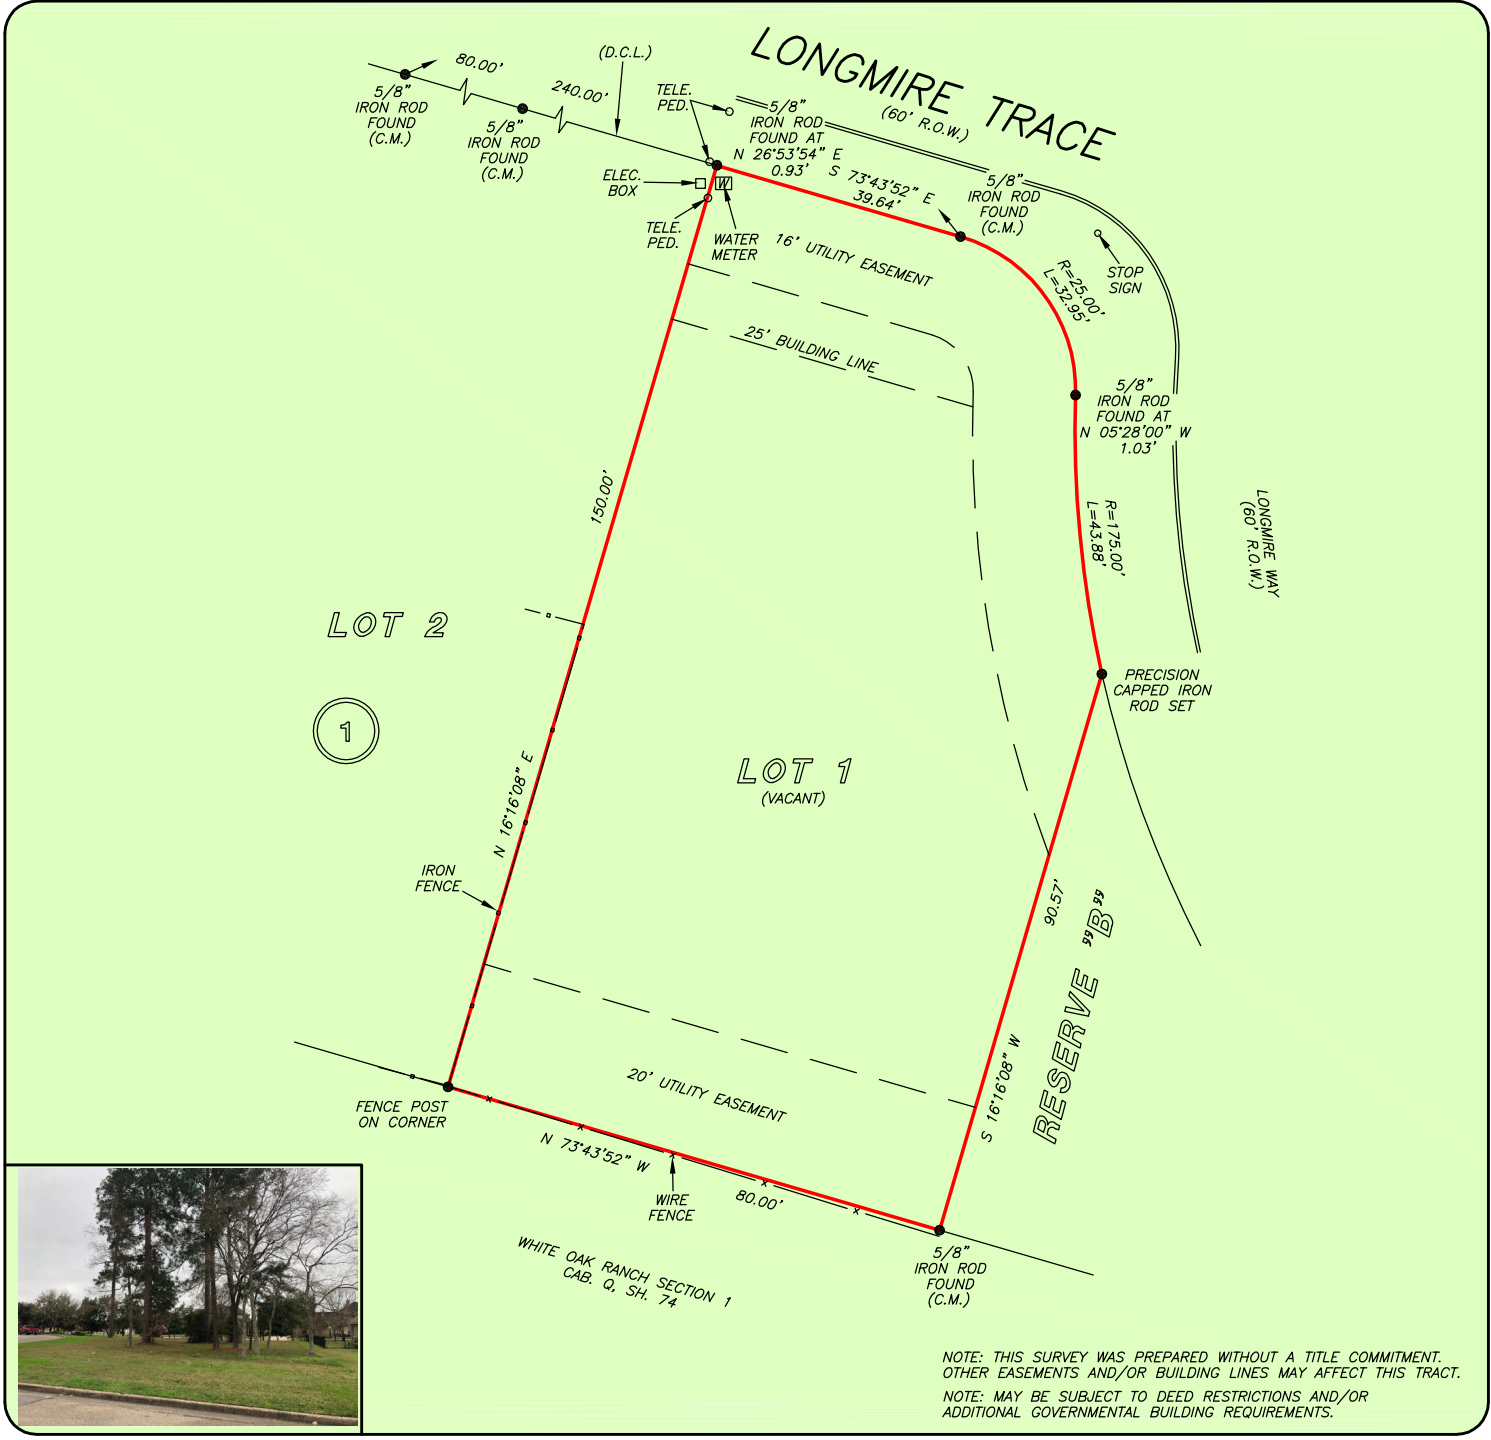 LONGMIRE TRACE
(60' R.O.W.)
80.00'
(D.C.L.)
240.00'
5/8"
IRON ROD
FOUND
(C.M.)
5/8"
IRON ROD
FOUND
(C.M.)
TELE.
PED.
5/8"
IRON ROD
FOUND AT
N 26°53'54" E
0.93'
S 73°43'52" E
39.64'
5/8"
IRON ROD
FOUND
(C.M.)
ELEC.
BOX
W
TELE.
PED.
WATER
METER
16' UTILITY EASEMENT
R=25.00'
L=32.95'
STOP
SIGN
25' BUILDING LINE
5/8"
IRON ROD
FOUND AT
N 05°28'00" W
1.03'
150.00'
R=175.00'
L=43.88'
LONGMIRE WAY
(60' R.O.W.)
LOT 2
1
PRECISION
CAPPED IRON
ROD SET
LOT 1
(VACANT)
N 16°16'08" E
IRON
FENCE
90.57'
RESERVE "B"
S 16°16'08" W
20' UTILITY EASEMENT
FENCE POST
ON CORNER
N 73°43'52" W
80.00'
WIRE
FENCE
WHITE OAK RANCH SECTION 1
CAB. Q, SH. 74
5/8"
IRON ROD
FOUND
(C.M.)
NOTE: THIS SURVEY WAS PREPARED WITHOUT A TITLE COMMITMENT.
OTHER EASEMENTS AND/OR BUILDING LINES MAY AFFECT THIS TRACT.
NOTE: MAY BE SUBJECT TO DEED RESTRICTIONS AND/OR
ADDITIONAL GOVERNMENTAL BUILDING REQUIREMENTS.